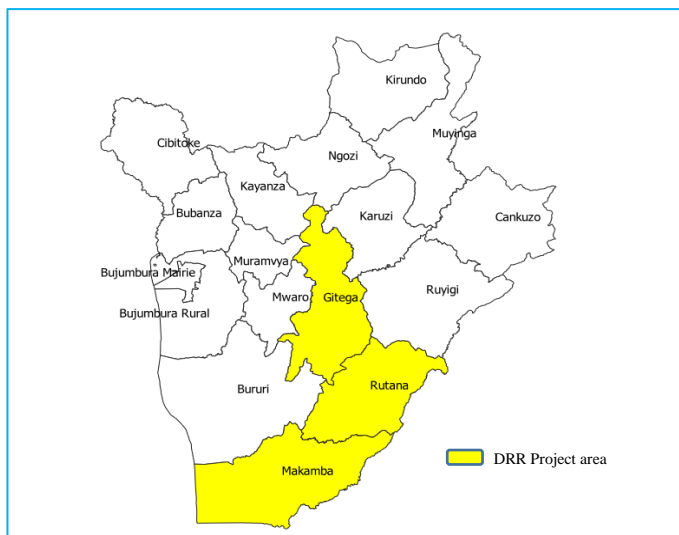 Kirundo
Muyinga
Cibitoke
Ngozi
Kayanza
Bubanza
Karuzi
Cankuzo
Muramvya
Bujumbura Mairie
Ruyigi
Mwaro
Gitega
Bujumbura Rural
Bururi
Rutana
DRR Project area
Makamba